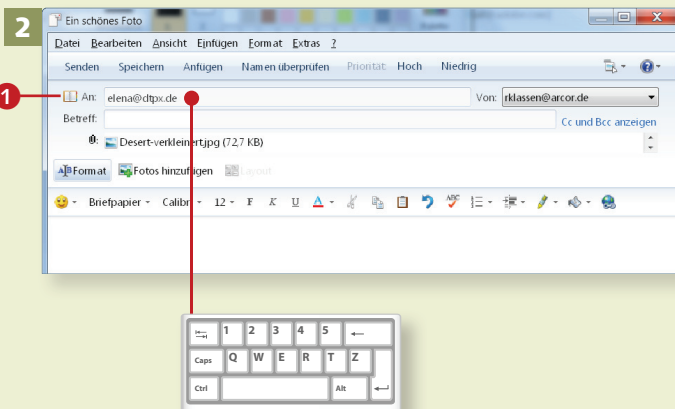 2
Ein schönes Foto
Datei Bearbeiten Ansicht Einfügen Format Extras ?
Senden Speichern Anfügen Namen überprüfen Priorität: Hoch Niedrig
1
An: elena@dtpx.de Von: rklassen@arcor.de
Betreff: Cc und Bcc anzeigen
Desert-verkleinert.jpg (72,7 KB)
Format Fotos hinzufügen Layout
Briefpapier Calibri 12 F K U A ABC
1 2 3 4 5
Caps Q W E R T Z
Ctrl Alt